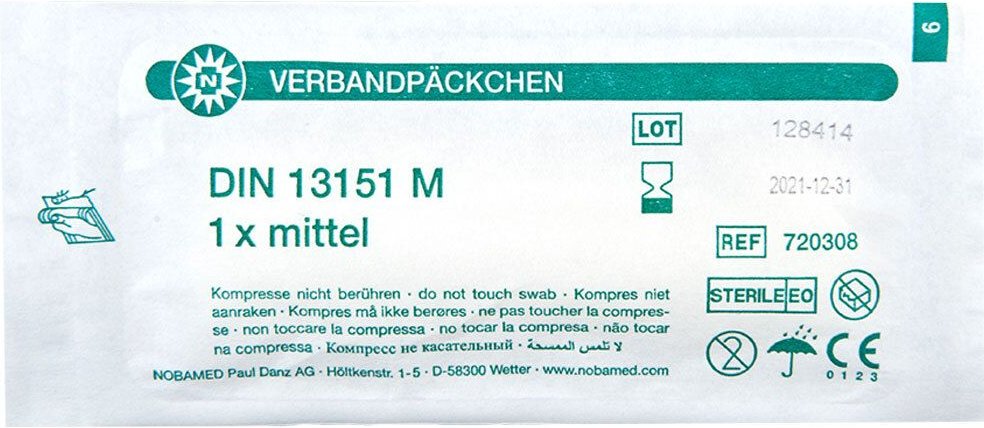 6
N
VERBANDPÄCKCHEN
LOT 128414
DIN 13151 M
2021-12-31
1 x mittel
REF 720308
Kompresse nicht berühren · do not touch swab · Kompres niet
aanraken · Kompres må ikke berøres · ne pas toucher la compres-
se · non toccare la compressa · no tocar la compresa · não tocar
na compressa · Компресс не касательный · لا تلمس الممسحة
STERILE EO
2
CE
0123
NOBAMED Paul Danz AG · Höltkenstr. 1-5 · D-58300 Wetter · www.nobamed.com